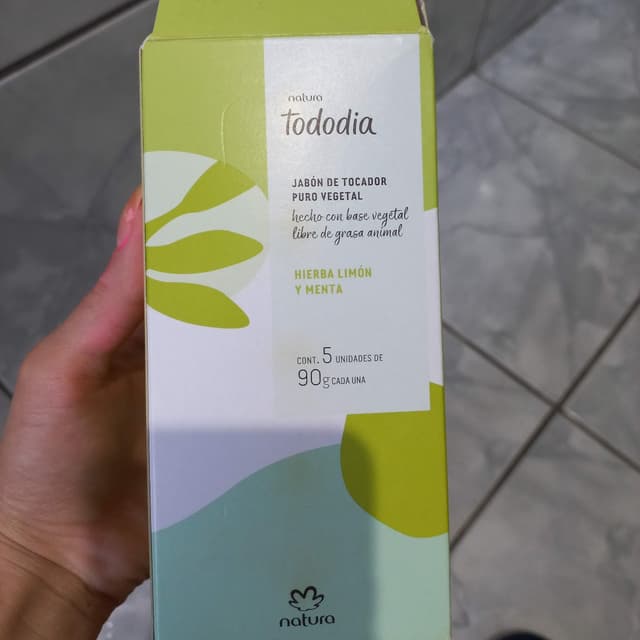 natura
tododia
JABÓN DE TOCADOR
PURO VEGETAL
hecho con base vegetal
libre de grasa animal
HIERBA LIMÓN
Y MENTA
CONT. 5 UNIDADES DE
90g CADA UNA
natura